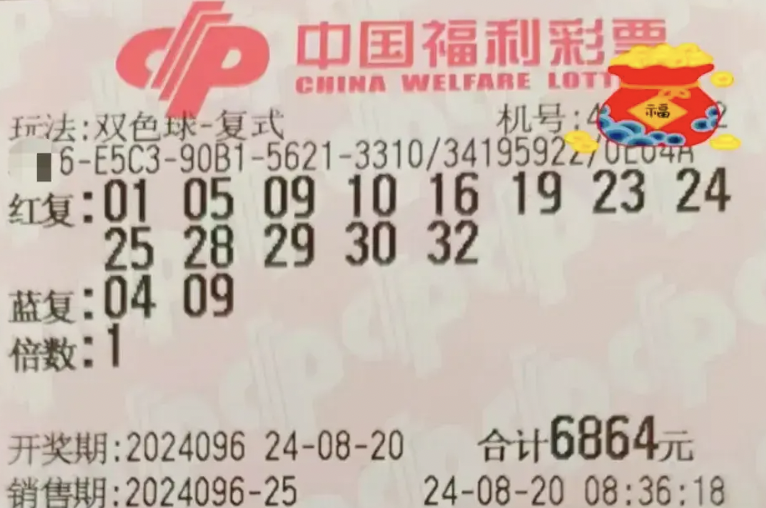 中国福利彩票
CHINA WELFARE LOTT
玩法:双色球-复式 机号:4 2
6-E5C3-90B1-5621-3310/34195922/0E04A
红复:01 05 09 10 16 19 23 24
25 28 29 30 32
福
蓝复:04 09
倍数:1
开奖期:2024096 24-08-20 合计6864元
销售期:2024096-25 24-08-20 08:36:18